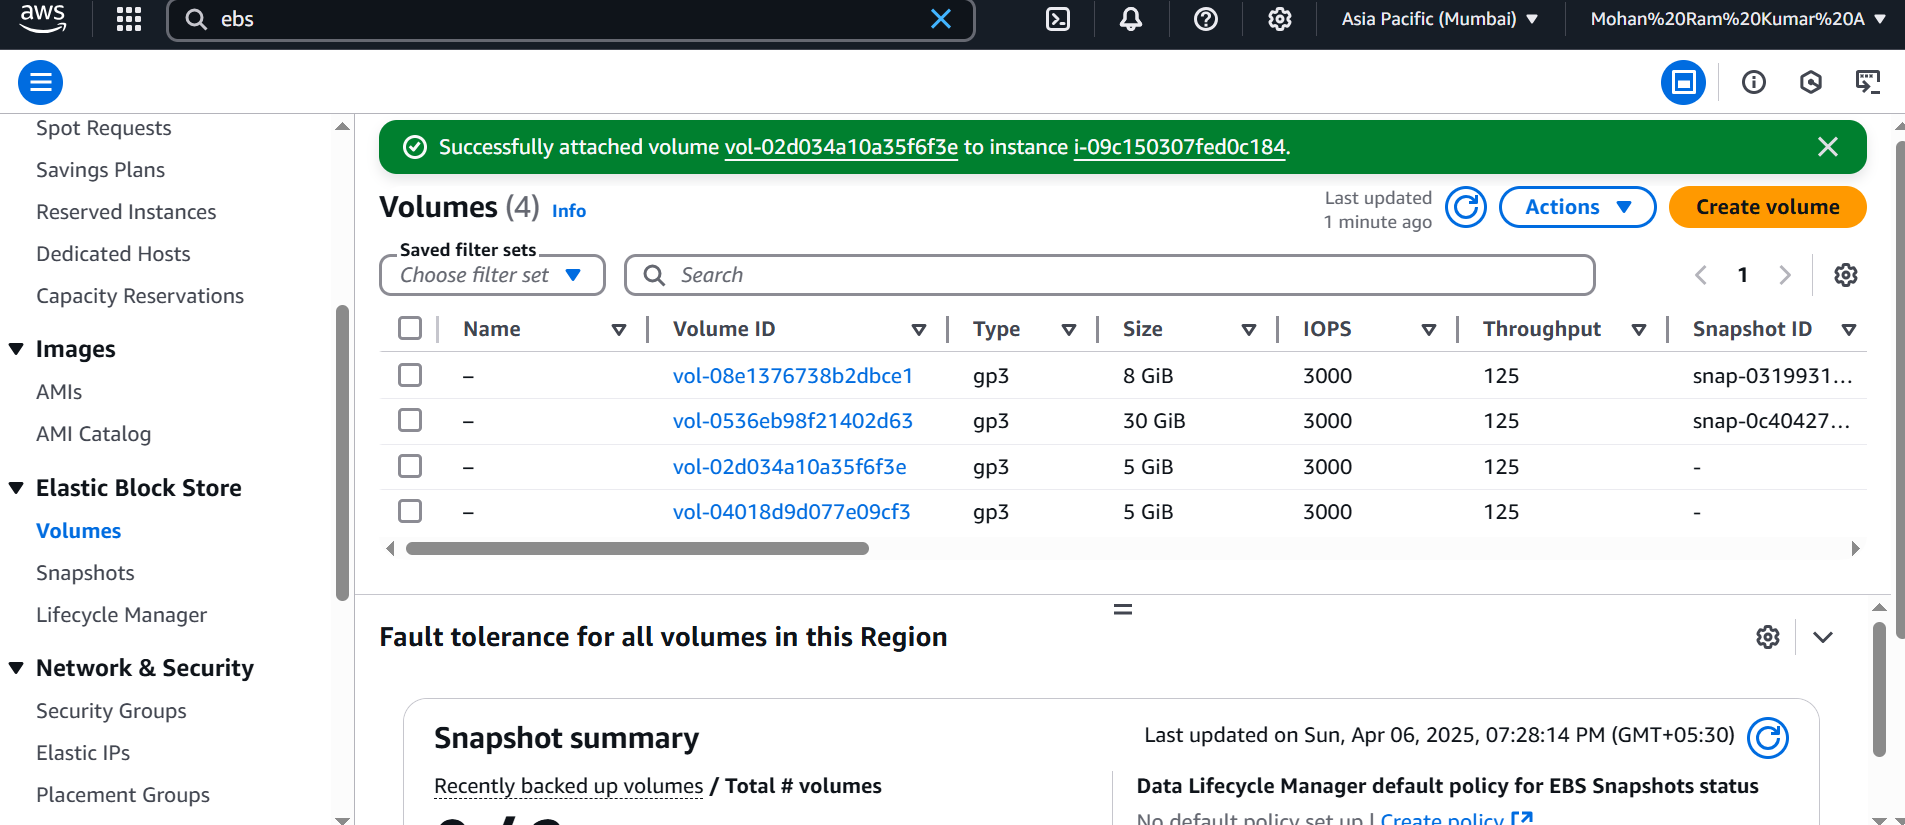 aws
ebs
Asia Pacific (Mumbai)
Mohan%20Ram%20Kumar%20A
Spot Requests
Savings Plans
Reserved Instances
Dedicated Hosts
Capacity Reservations
Images
AMIs
AMI Catalog
Elastic Block Store
Volumes
Snapshots
Lifecycle Manager
Network & Security
Security Groups
Elastic IPs
Placement Groups
Successfully attached volume vol-02d034a10a35f6f3e to instance i-09c150307fed0c184.
Volumes (4) Info
Last updated
1 minute ago
Actions
Create volume
Saved filter sets
Choose filter set
Search
1
Name Volume ID Type Size IOPS Throughput Snapshot ID
– vol-08e1376738b2dbce1 gp3 8 GiB 3000 125 snap-0319931...
– vol-0536eb98f21402d63 gp3 30 GiB 3000 125 snap-0c40427...
– vol-02d034a10a35f6f3e gp3 5 GiB 3000 125 -
– vol-04018d9d077e09cf3 gp3 5 GiB 3000 125 -
Fault tolerance for all volumes in this Region
Snapshot summary
Last updated on Sun, Apr 06, 2025, 07:28:14 PM (GMT+05:30)
Recently backed up volumes / Total # volumes
Data Lifecycle Manager default policy for EBS Snapshots status
No default policy set up | Create policy